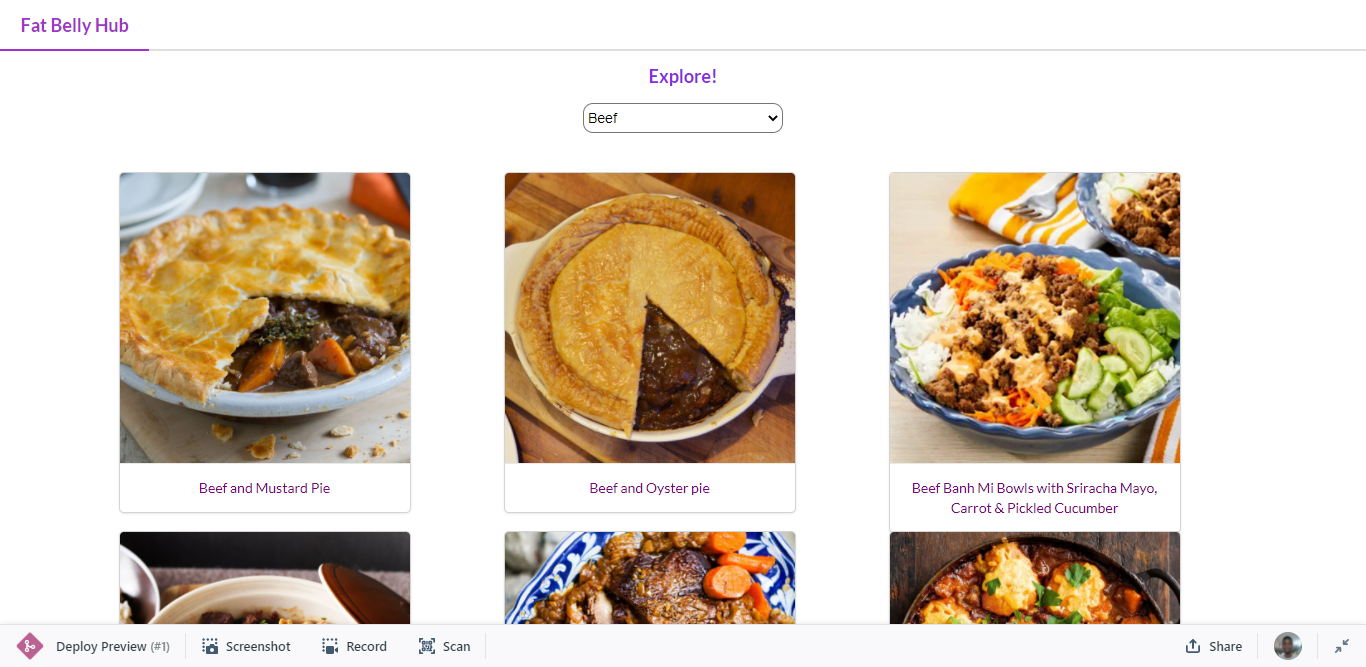 Fat Belly Hub
Explore!
Beef
Beef and Mustard Pie
Beef and Oyster pie
Beef Banh Mi Bowls with Sriracha Mayo,
Carrot & Pickled Cucumber
Deploy Preview (#1)
Screenshot
Record
Scan
Share